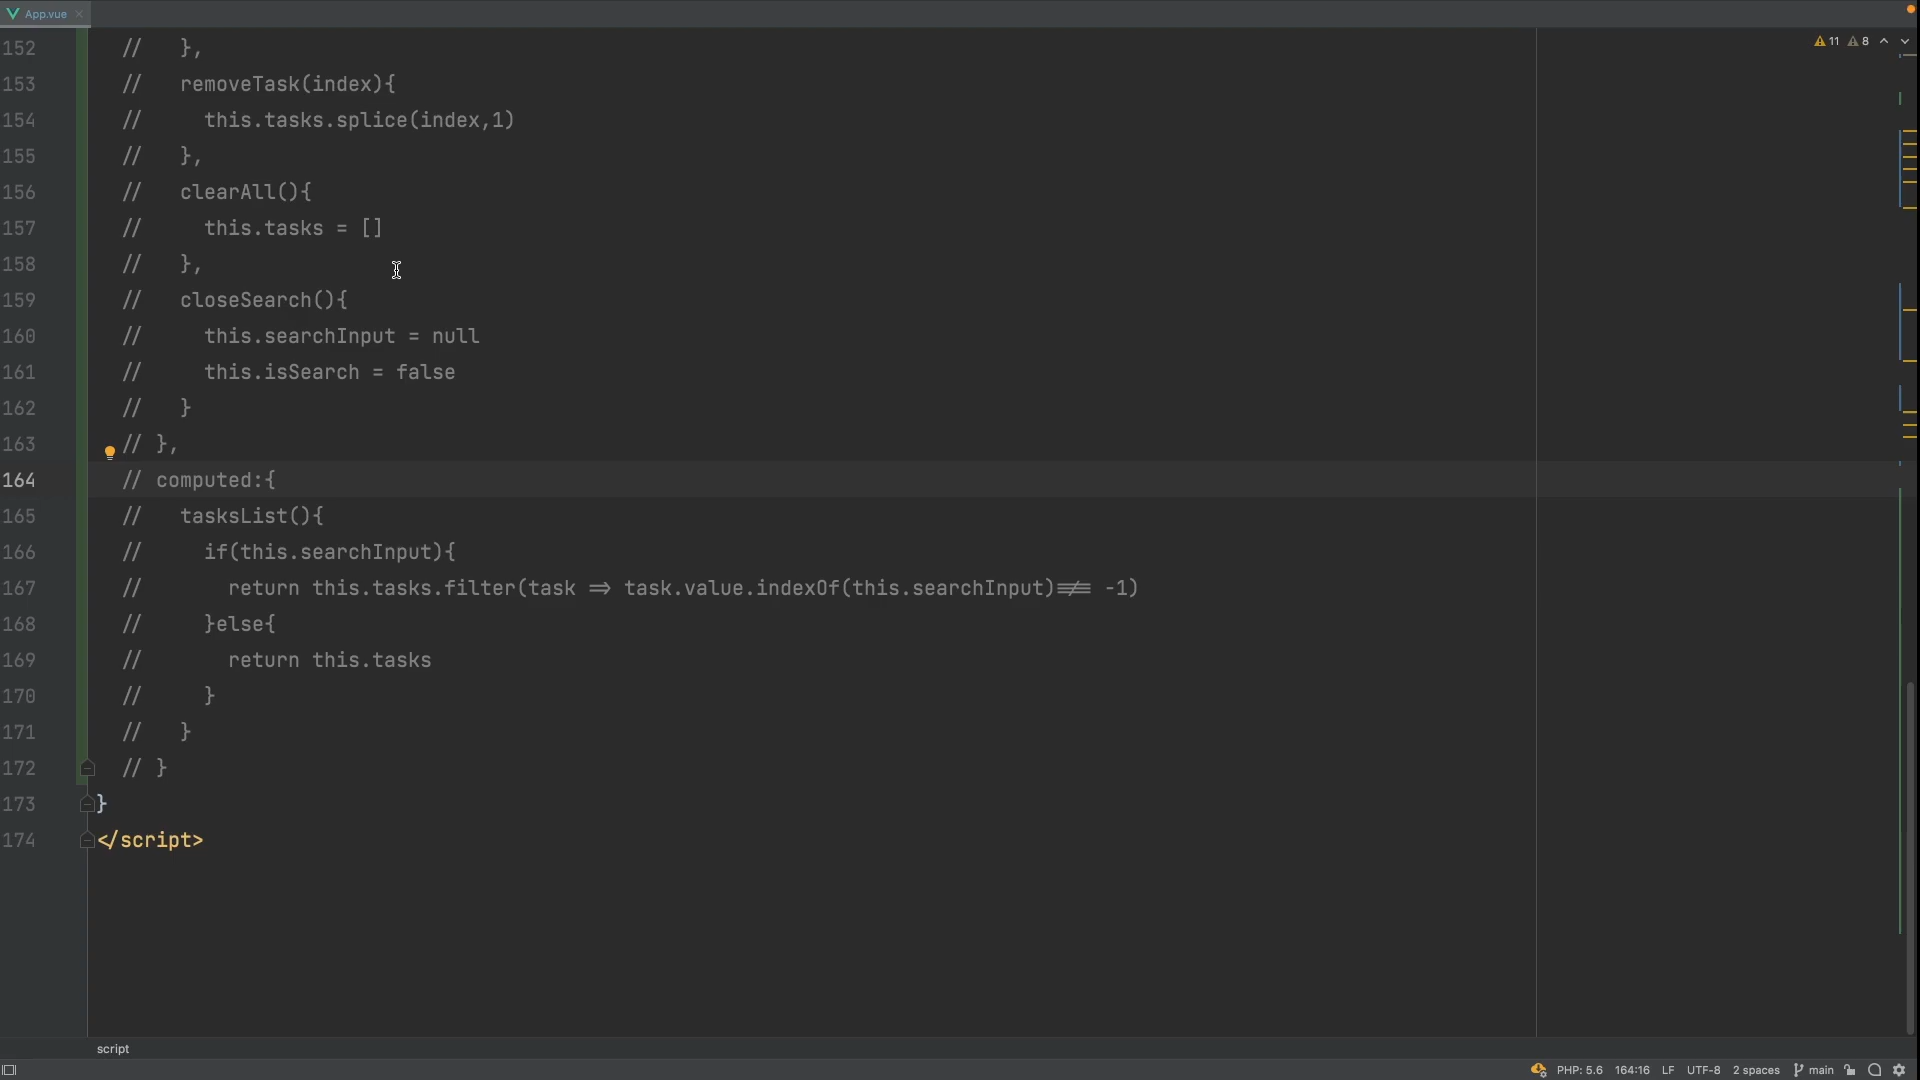 App.vue
11 8
152 // },
153 // removeTask(index){
154 // this.tasks.splice(index,1)
155 // },
156 // clearAll(){
157 // this.tasks = []
158 // },
159 // closeSearch(){
160 // this.searchInput = null
161 // this.isSearch = false
162 // }
163 // },
164 // computed:{
165 // tasksList(){
166 // if(this.searchInput){
167 // return this.tasks.filter(task => task.value.indexOf(this.searchInput)!== -1)
168 // }else{
169 // return this.tasks
170 // }
171 // }
172 // }
173 }
174 </script>
script
PHP: 5.6 164:16 LF UTF-8 2 spaces main